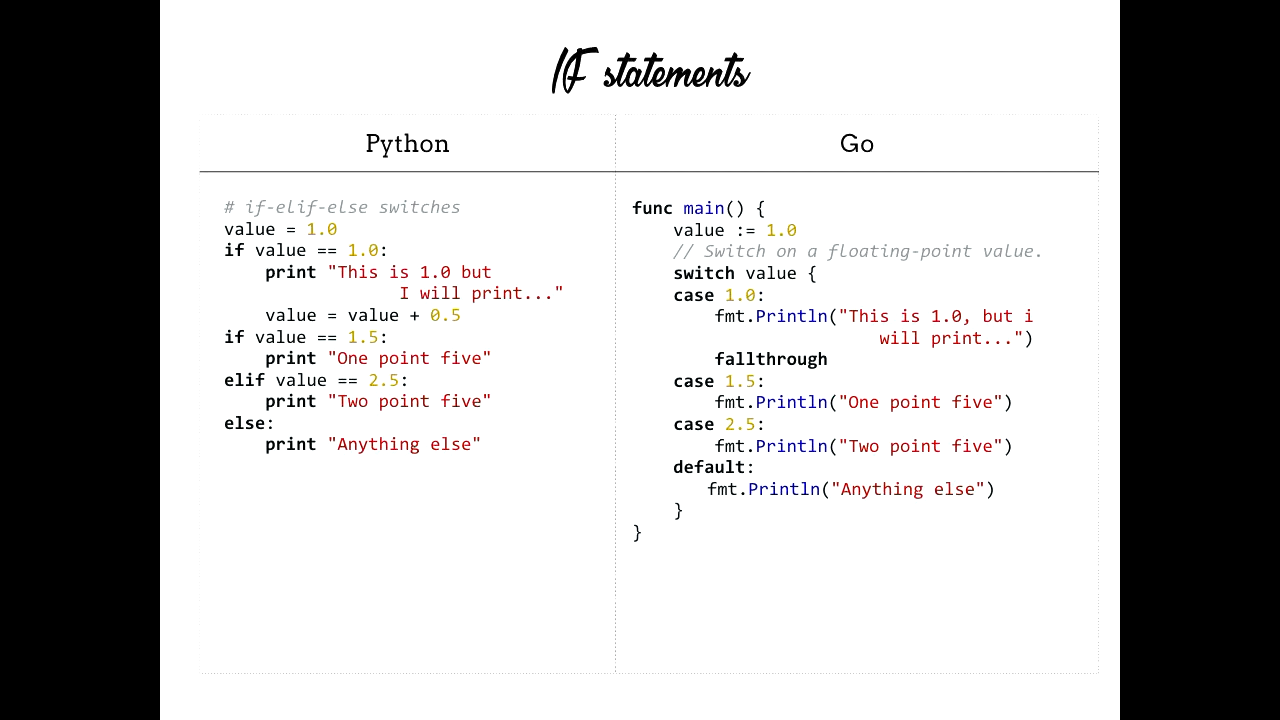 IF statements
Python
Go
# if-elif-else switches
value = 1.0
if value == 1.0:
    print "This is 1.0 but
                 I will print..."
    value = value + 0.5
if value == 1.5:
    print "One point five"
elif value == 2.5:
    print "Two point five"
else:
    print "Anything else"
func main() {
    value := 1.0
    // Switch on a floating-point value.
    switch value {
    case 1.0:
        fmt.Println("This is 1.0, but i
                        will print...")
        fallthrough
    case 1.5:
        fmt.Println("One point five")
    case 2.5:
        fmt.Println("Two point five")
    default:
       fmt.Println("Anything else")
    }
}